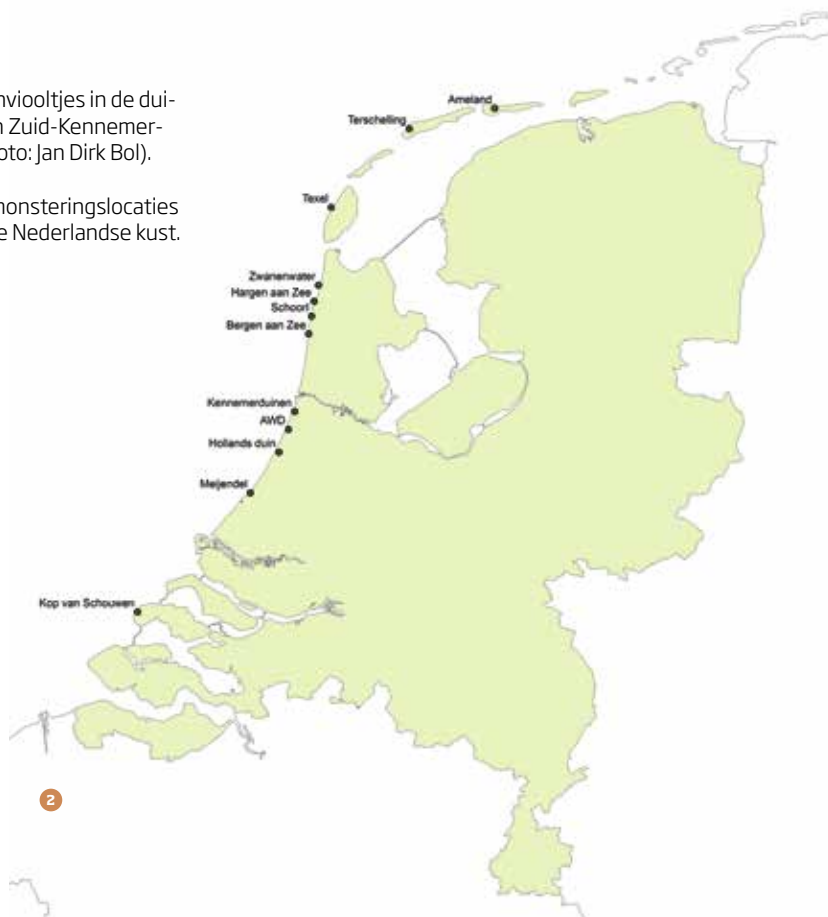 nviooltjes in de dui-
n Zuid-Kennemer-
oto: Jan Dirk Bol).
nonsteringslocaties
e Nederlandse kust.
Ameland
Terschelling
Texel
Zwanenwater
Hargen aan Zee
Schoorl
Bergen aan Zee
Kennemerduinen
AWD
Hollands duin
Meijendel
Kop van Schouwen
2